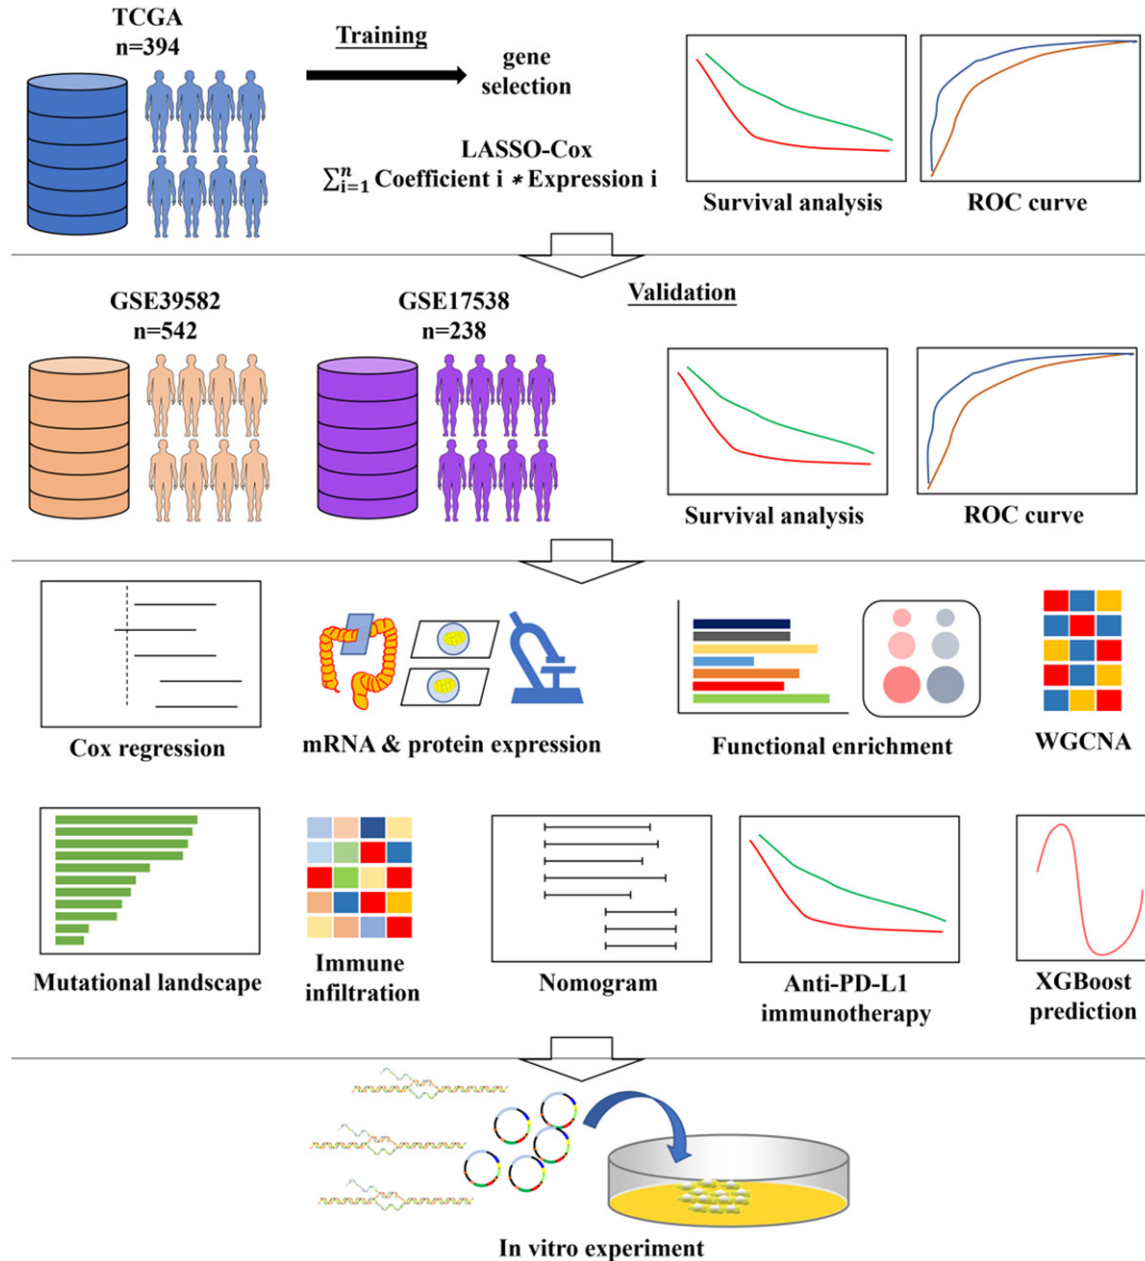 TCGA
n=394
Training
gene
selection
LASSO-Cox
∑ⁿᵢ₌₁ Coefficient i * Expression i
Survival analysis
ROC curve
GSE39582
n=542
GSE17538
n=238
Validation
Survival analysis
ROC curve
Cox regression
mRNA & protein expression
Functional enrichment
WGCNA
Mutational landscape
Immune
infiltration
Nomogram
Anti-PD-L1
immunotherapy
XGBoost
prediction
In vitro experiment